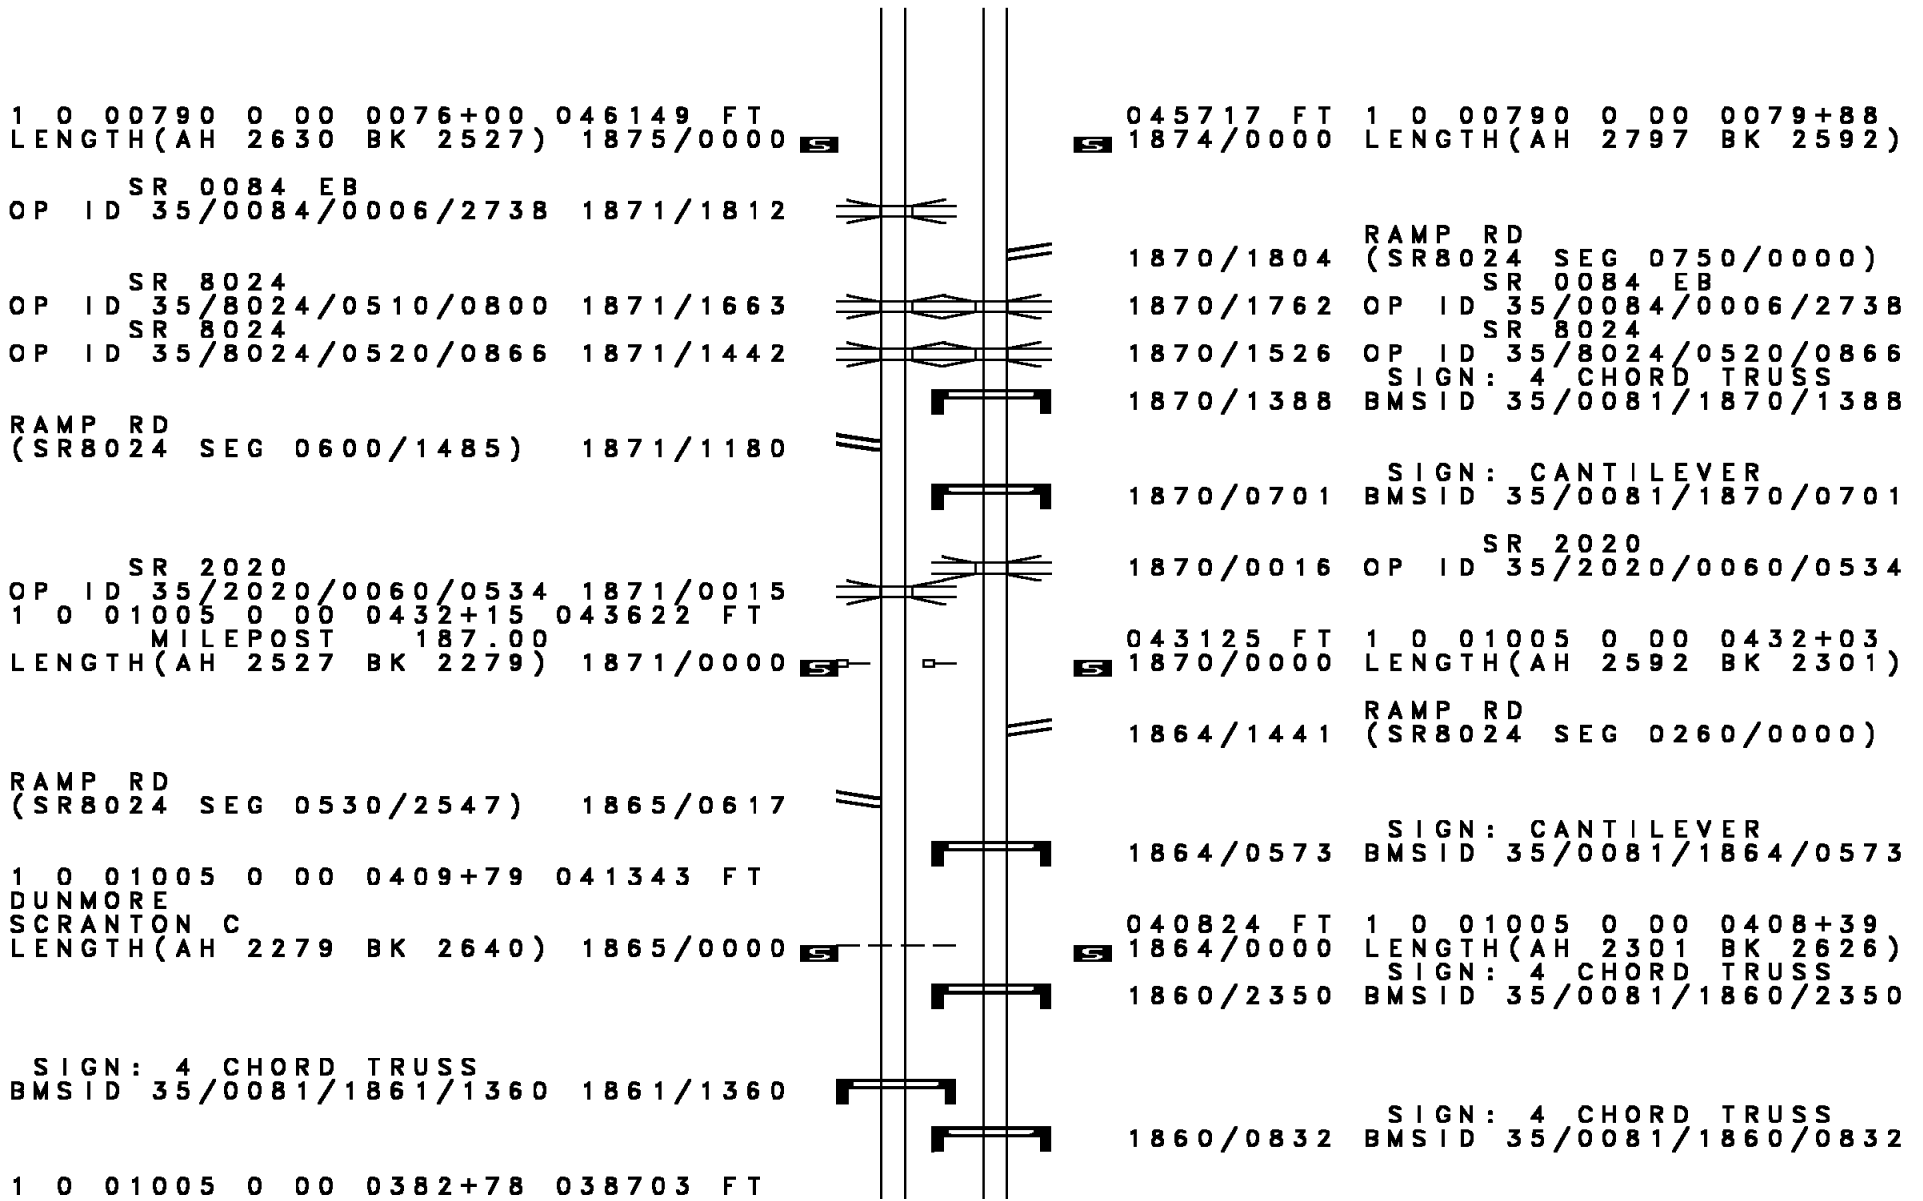 1 0 00790 0 00 0076+00 046149 FT
LENGTH(AH 2630 BK 2527) 1875/0000 S
SR 0084 EB
OP ID 35/0084/0006/2738 1871/1812
SR 8024
OP ID 35/8024/0510/0800 1871/1663
SR 8024
OP ID 35/8024/0520/0866 1871/1442
RAMP RD
(SR8024 SEG 0600/1485) 1871/1180
SR 2020
OP ID 35/2020/0060/0534 1871/0015
1 0 01005 0 00 0432+15 043622 FT
MILEPOST 187.00
LENGTH(AH 2527 BK 2279) 1871/0000 S
RAMP RD
(SR8024 SEG 0530/2547) 1865/0617
1 0 01005 0 00 0409+79 041343 FT
DUNMORE
SCRANTON C
LENGTH(AH 2279 BK 2640) 1865/0000 S
SIGN: 4 CHORD TRUSS
BMSID 35/0081/1861/1360 1861/1360
1 0 01005 0 00 0382+78 038703 FT
045717 FT 1 0 00790 0 00 0079+88
S 1874/0000 LENGTH(AH 2797 BK 2592)
RAMP RD
1870/1804 (SR8024 SEG 0750/0000)
SR 0084 EB
1870/1762 OP ID 35/0084/0006/2738
SR 8024
1870/1526 OP ID 35/8024/0520/0866
SIGN: 4 CHORD TRUSS
1870/1388 BMSID 35/0081/1870/1388
SIGN: CANTILEVER
1870/0701 BMSID 35/0081/1870/0701
SR 2020
1870/0016 OP ID 35/2020/0060/0534
043125 FT 1 0 01005 0 00 0432+03
S 1870/0000 LENGTH(AH 2592 BK 2301)
RAMP RD
1864/1441 (SR8024 SEG 0260/0000)
SIGN: CANTILEVER
1864/0573 BMSID 35/0081/1864/0573
040824 FT 1 0 01005 0 00 0408+39
S 1864/0000 LENGTH(AH 2301 BK 2626)
SIGN: 4 CHORD TRUSS
1860/2350 BMSID 35/0081/1860/2350
SIGN: 4 CHORD TRUSS
1860/0832 BMSID 35/0081/1860/0832